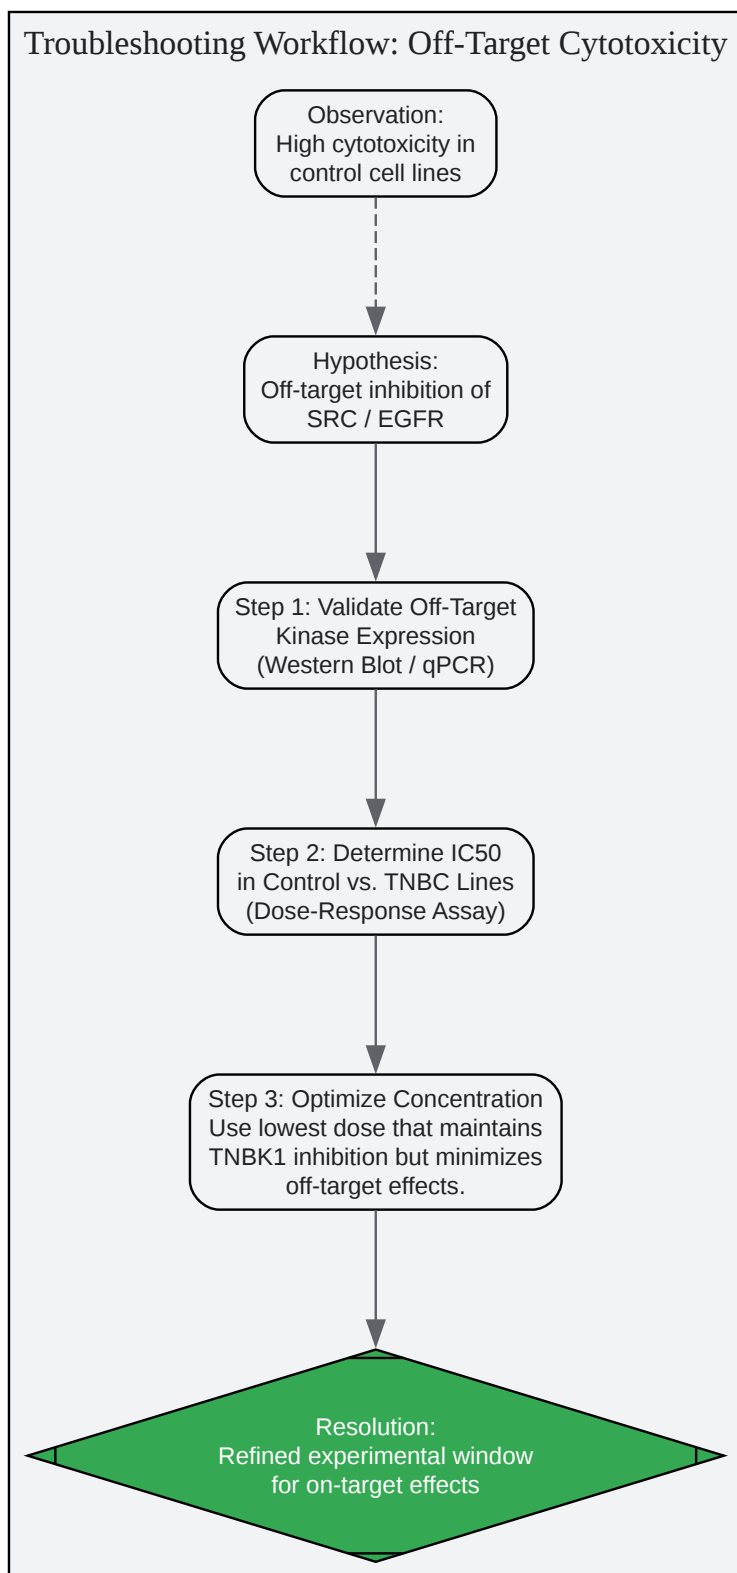 Troubleshooting Workflow: Off-Target Cytotoxicity
Observation:
High cytotoxicity in
control cell lines
Hypothesis:
Off-target inhibition of
SRC / EGFR
Step 1: Validate Off-Target
Kinase Expression
(Western Blot / qPCR)
Step 2: Determine IC50
in Control vs. TNBC Lines
(Dose-Response Assay)
Step 3: Optimize Concentration
Use lowest dose that maintains
TNBK1 inhibition but minimizes
off-target effects.
Resolution:
Refined experimental window
for on-target effects